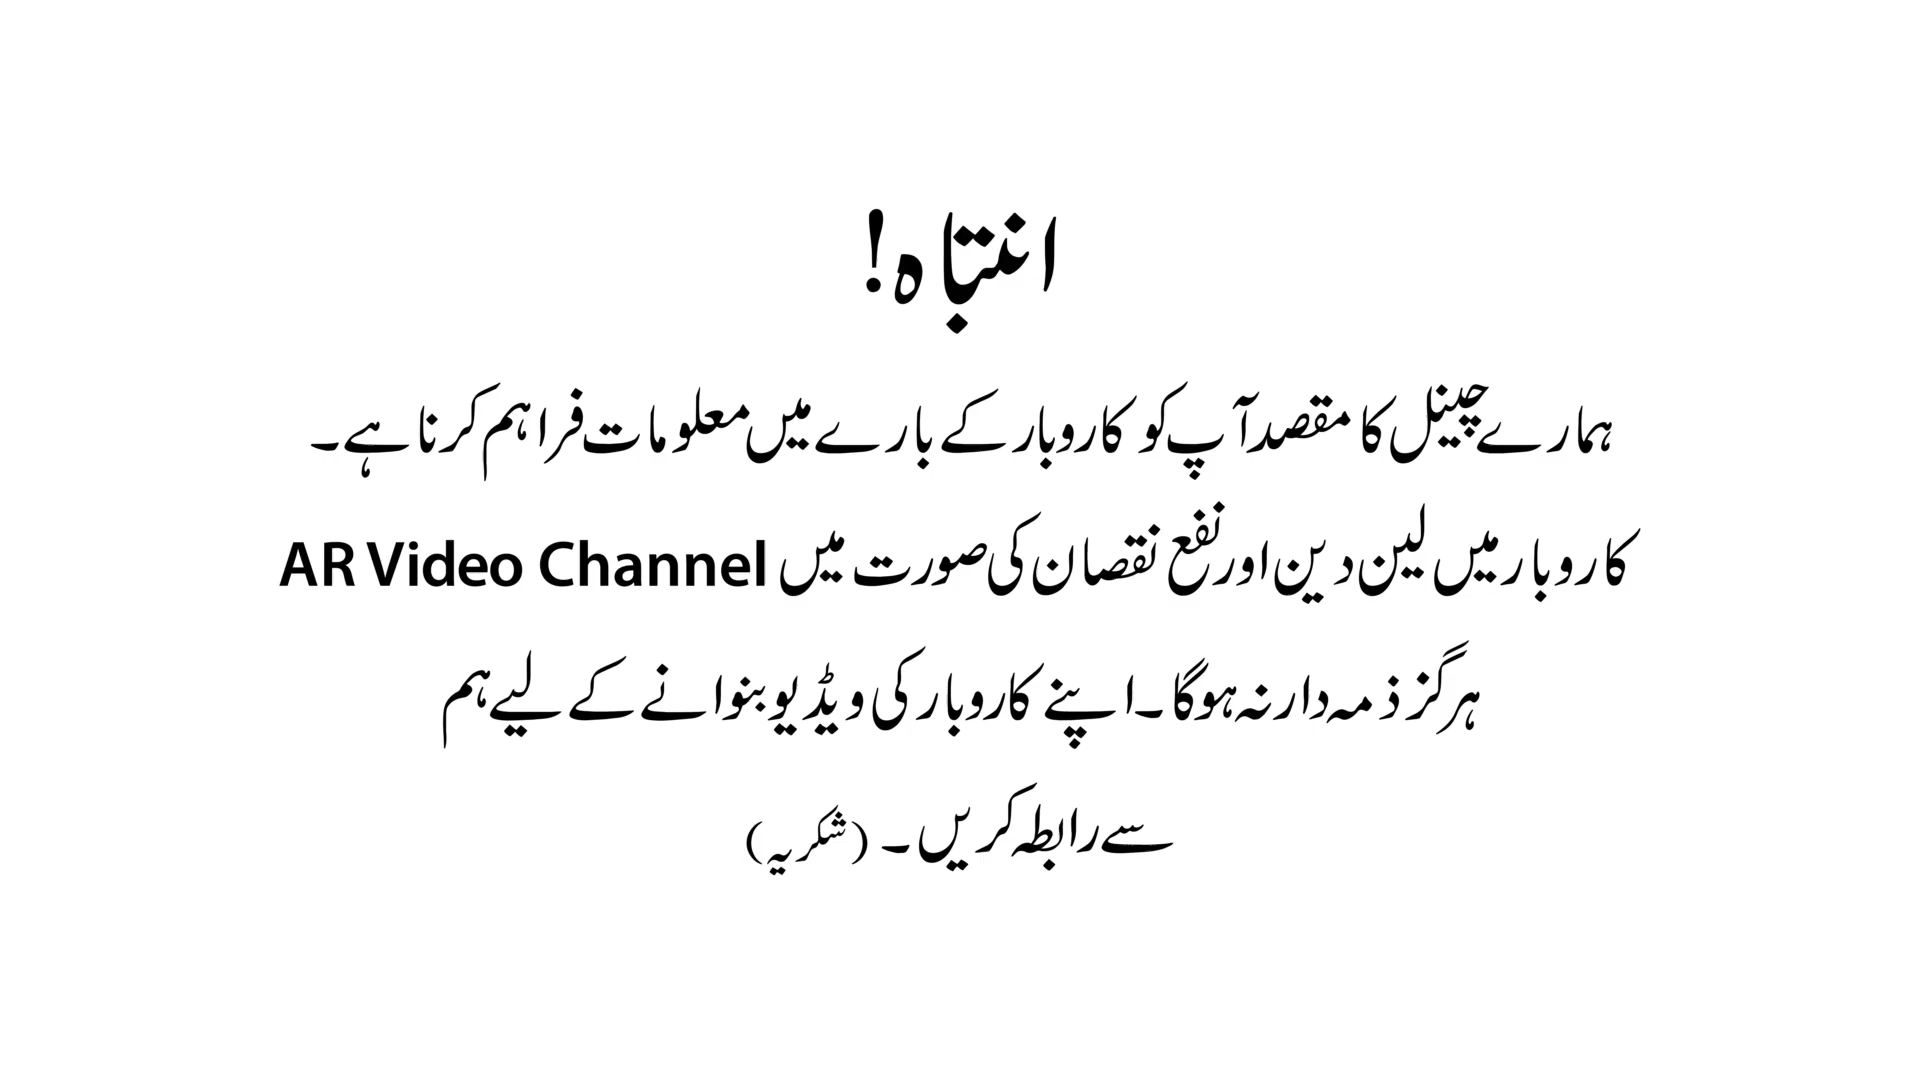 انتباہ!
ہمارے چینل کا مقصد آپ کو کاروبار کے بارے میں معلومات فراہم کرنا ہے۔
کاروبار میں لین دین اور نفع نقصان کی صورت میں AR Video Channel
ہرگز ذمہ دار نہ ہوگا۔ اپنے کاروبار کی ویڈیو بنوانے کے لیے ہم
سے رابطہ کریں۔ (شکریہ)